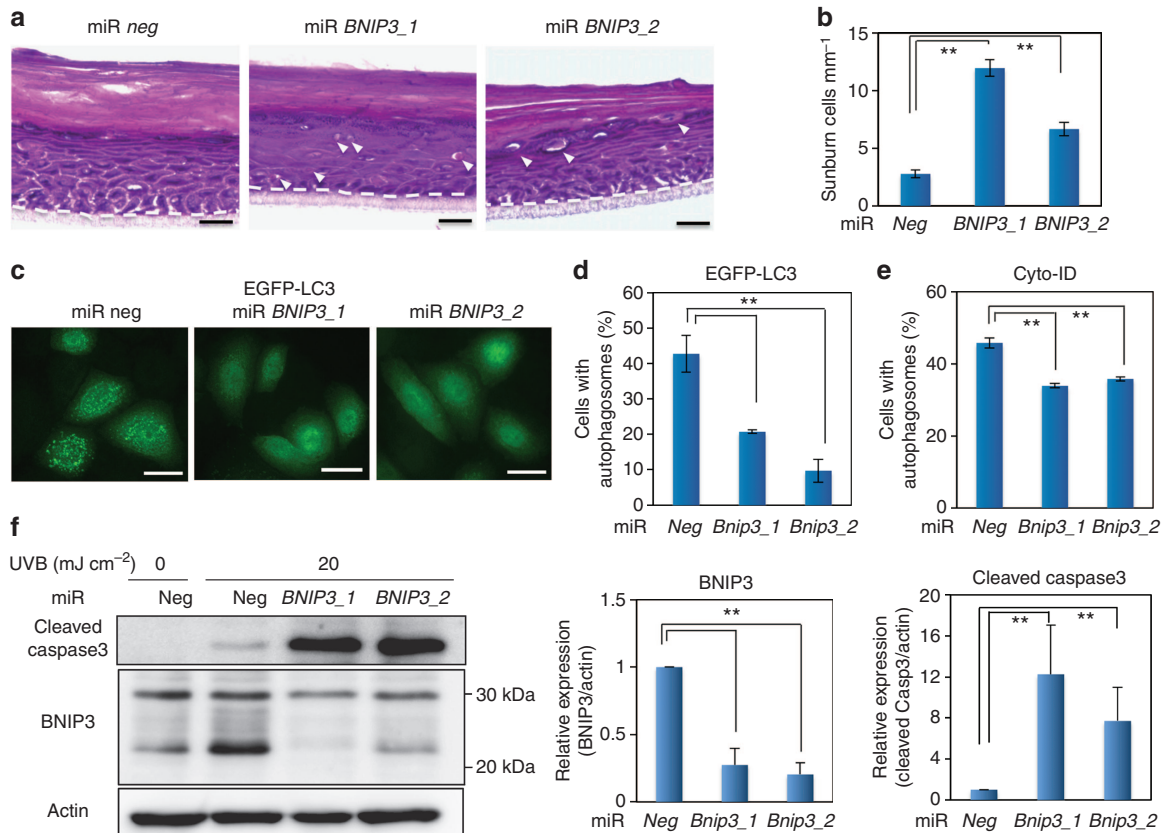 a
miR neg
miR BNIP3_1
miR BNIP3_2
b
Sunburn cells mm⁻¹
15
10
5
0
**
**
miR
Neg
BNIP3_1
BNIP3_2
c
EGFP-LC3
miR neg
miR BNIP3_1
miR BNIP3_2
d
EGFP-LC3
Cells with
autophagosomes (%)
60
50
40
30
20
10
0
**
miR
Neg
Bnip3_1
Bnip3_2
e
Cyto-ID
Cells with
autophagosomes (%)
60
40
20
0
**
**
miR
Neg
Bnip3_1
Bnip3_2
f
UVB (mJ cm⁻²)
0
20
miR
Neg
Neg
BNIP3_1
BNIP3_2
Cleaved
caspase3
BNIP3
30 kDa
20 kDa
Actin
BNIP3
Relative expression
(BNIP3/actin)
1.5
1
0.5
0
**
miR
Neg
Bnip3_1
Bnip3_2
Cleaved caspase3
Relative expression
(cleaved Casp3/actin)
20
16
12
8
4
0
**
**
miR
Neg
Bnip3_1
Bnip3_2